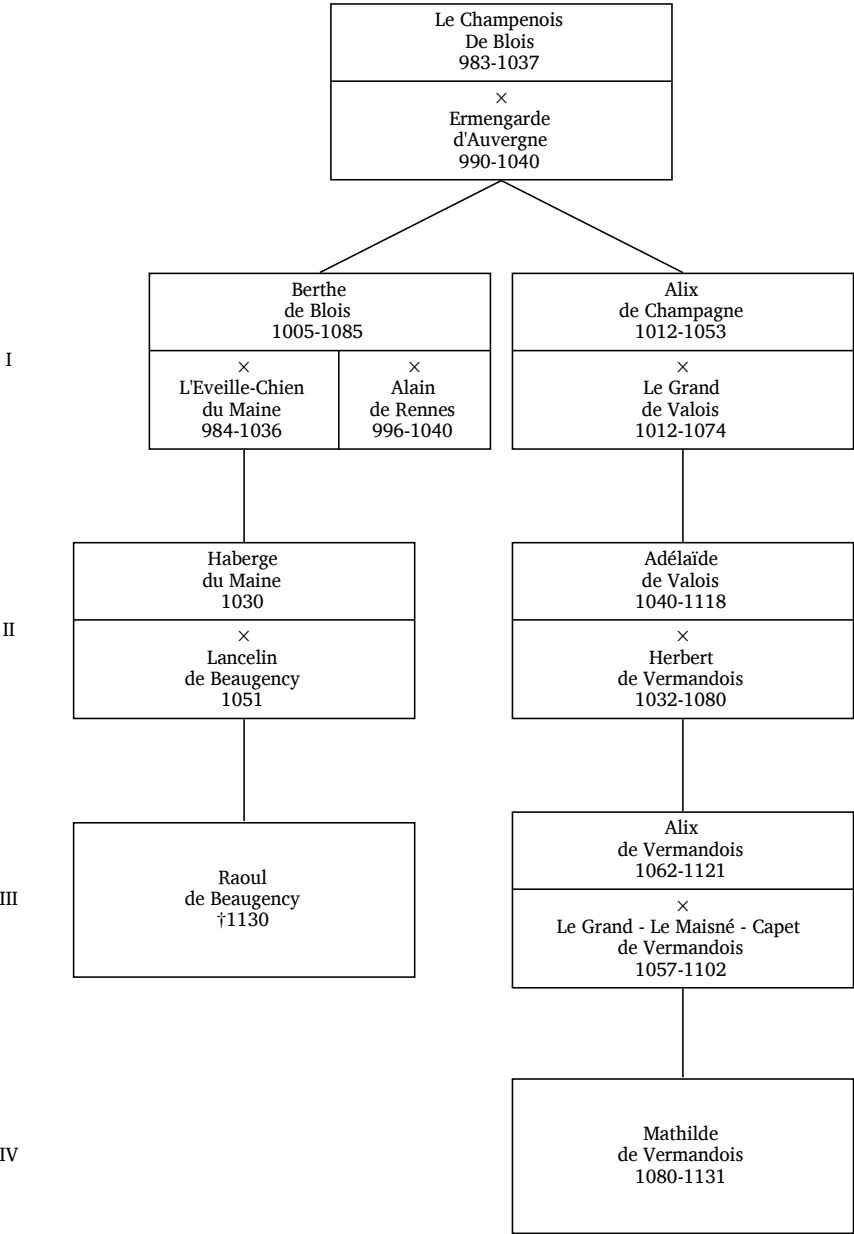 Le Champenois
De Blois
983-1037
×
Ermengarde
d'Auvergne
990-1040
I
Berthe
de Blois
1005-1085
×
L'Eveille-Chien
du Maine
984-1036
×
Alain
de Rennes
996-1040
Alix
de Champagne
1012-1053
×
Le Grand
de Valois
1012-1074
II
Haberge
du Maine
1030
×
Lancelin
de Beaugency
1051
Adélaïde
de Valois
1040-1118
×
Herbert
de Vermandois
1032-1080
III
Raoul
de Beaugency
†1130
Alix
de Vermandois
1062-1121
×
Le Grand - Le Maisné - Capet
de Vermandois
1057-1102
IV
Mathilde
de Vermandois
1080-1131